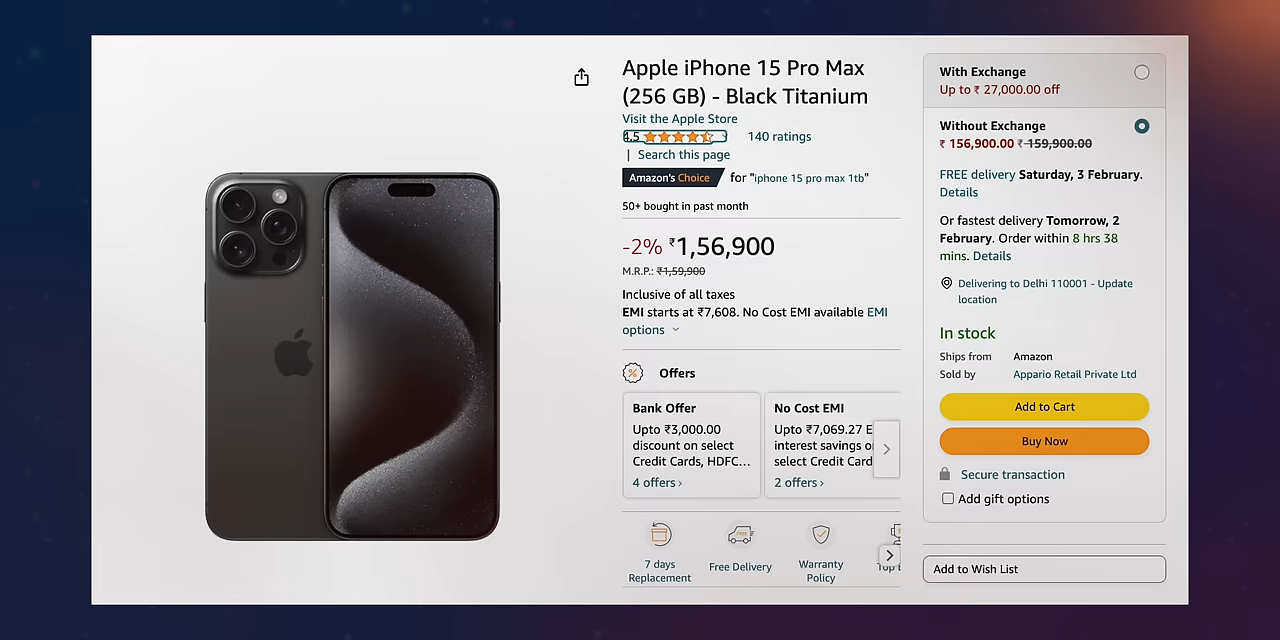 Apple iPhone 15 Pro Max
(256 GB) - Black Titanium
Visit the Apple Store
4.5 140 ratings
| Search this page
Amazon's Choice for "iphone 15 pro max 1tb"
50+ bought in past month
-2% ₹1,56,900
M.R.P.: ₹1,59,900
Inclusive of all taxes
EMI starts at ₹7,608. No Cost EMI available EMI
options
Offers
Bank Offer
Upto ₹3,000.00
discount on select
Credit Cards, HDFC...
4 offers›
No Cost EMI
Upto ₹7,069.27 E
interest savings o
select Credit Card
2 offers›
7 days
Replacement
FREE
Free Delivery
Warranty
Policy
Top
With Exchange
Up to ₹ 27,000.00 off
Without Exchange
₹ 156,900.00 ₹ 159,900.00
FREE delivery Saturday, 3 February.
Details
Or fastest delivery Tomorrow, 2
February. Order within 8 hrs 38
mins. Details
Delivering to Delhi 110001 - Update
location
In stock
Ships from Amazon
Sold by Appario Retail Private Ltd
Add to Cart
Buy Now
Secure transaction
Add gift options
Add to Wish List